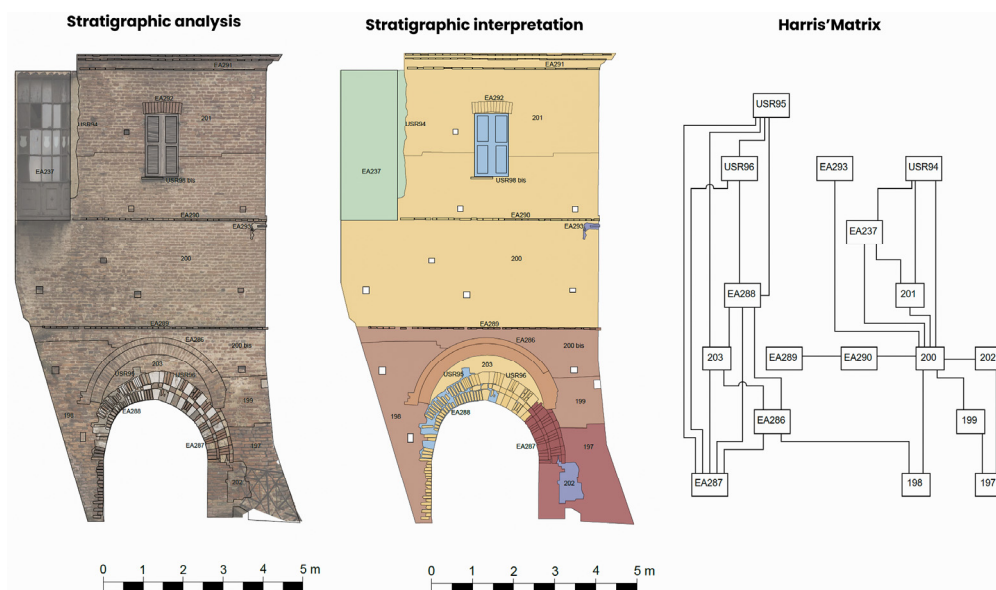 Stratigraphic analysis
Stratigraphic interpretation
Harris'Matrix
EA291
EA292
USR94
201
EA237
USR98 bis
EA290
EA293
200
EA289
EA286
200 bis
203
USR95
USR96
198
199
EA288
EA287
197
202
0 1 2 3 4 5 m
EA291
EA292
USR94
201
EA237
USR98 bis
EA290
EA293
200
EA289
EA286
200 bis
203
USR95
USR96
198
199
EA288
EA287
197
202
0 1 2 3 4 5 m
USR95
USR96
EA293
USR94
EA237
EA288
201
203
EA289
EA290
200
202
EA286
199
EA287
198
197